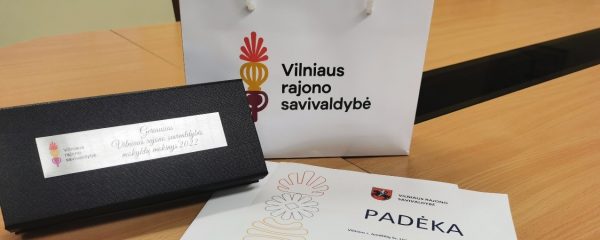 Vilniaus
rajono
savivaldybė
Vilniaus
rajono
savivaldybė
Geriausias
Vilniaus rajono savivaldybės
mokyklų mokinys 2022
VILNIAUS RAJONO
SAVIVALDYBĖ
PADĖKA